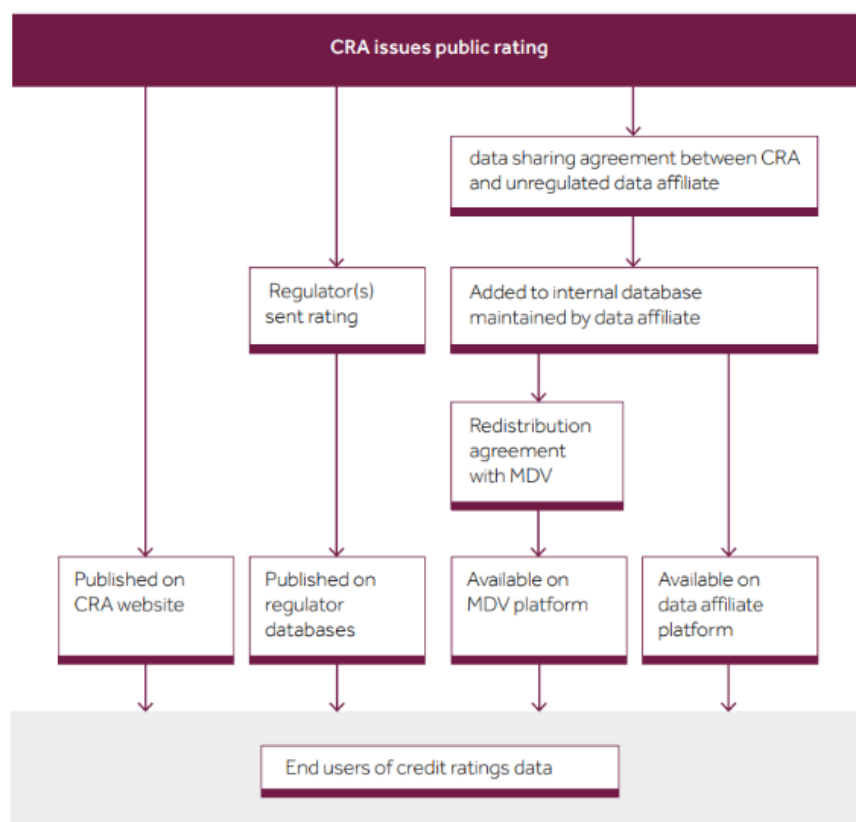 CRA issues public rating
data sharing agreement between CRA
and unregulated data affiliate
Regulator(s)
sent rating
Added to internal database
maintained by data affiliate
Redistribution
agreement
with MDV
Published on
CRA website
Published on
regulator
databases
Available on
MDV platform
Available on
data affiliate
platform
End users of credit ratings data